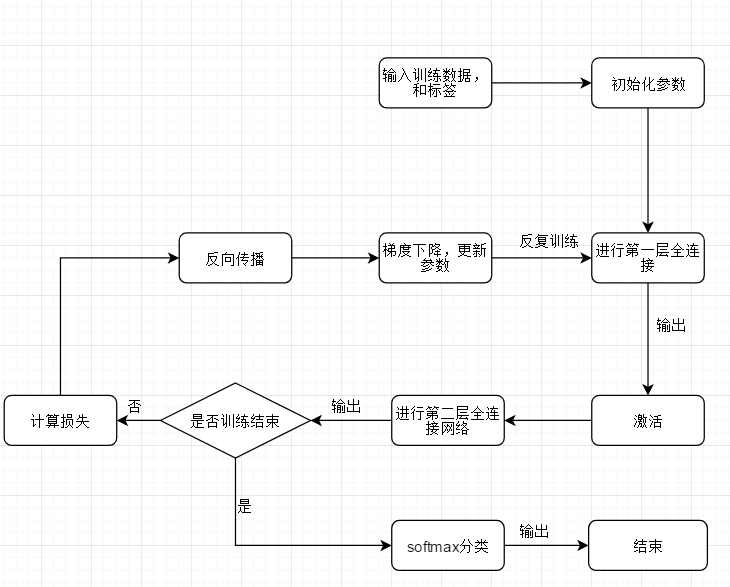 输入训练数据，
和标签
初始化参数
反向传播
梯度下降，更新
参数
反复训练
进行第一层全连
接
输出
计算损失
否
是否训练结束
输出
进行第二层全连
接网络
激活
是
softmax分类
输出
结束